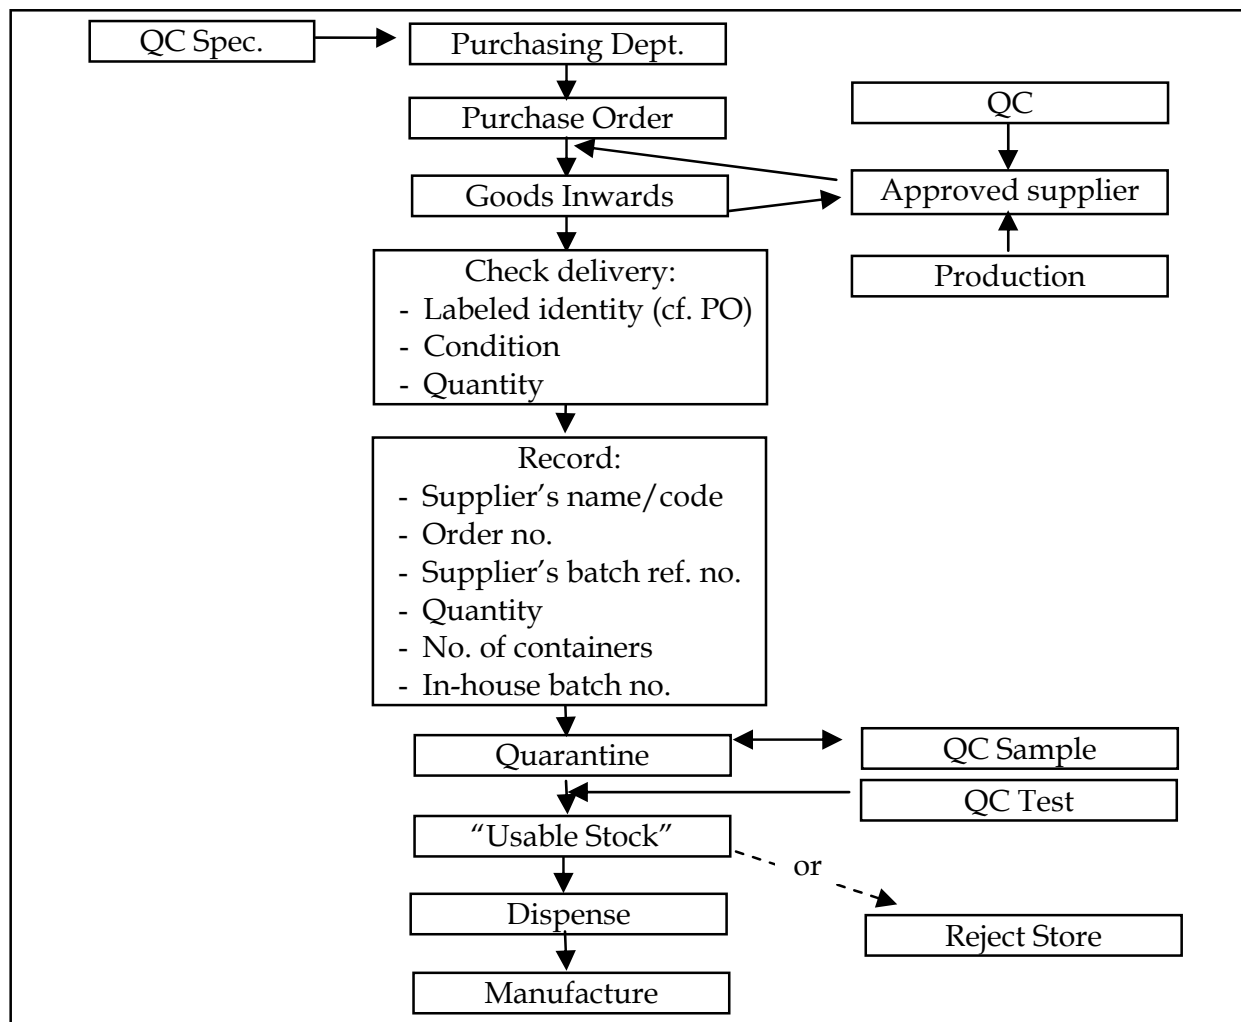 QC Spec.
Purchasing Dept.
Purchase Order
QC
Goods Inwards
Approved supplier
Production
Check delivery:
- Labeled identity (cf. PO)
- Condition
- Quantity
Record:
- Supplier’s name/code
- Order no.
- Supplier’s batch ref. no.
- Quantity
- No. of containers
- In-house batch no.
Quarantine
QC Sample
QC Test
“Usable Stock”
or
Dispense
Reject Store
Manufacture